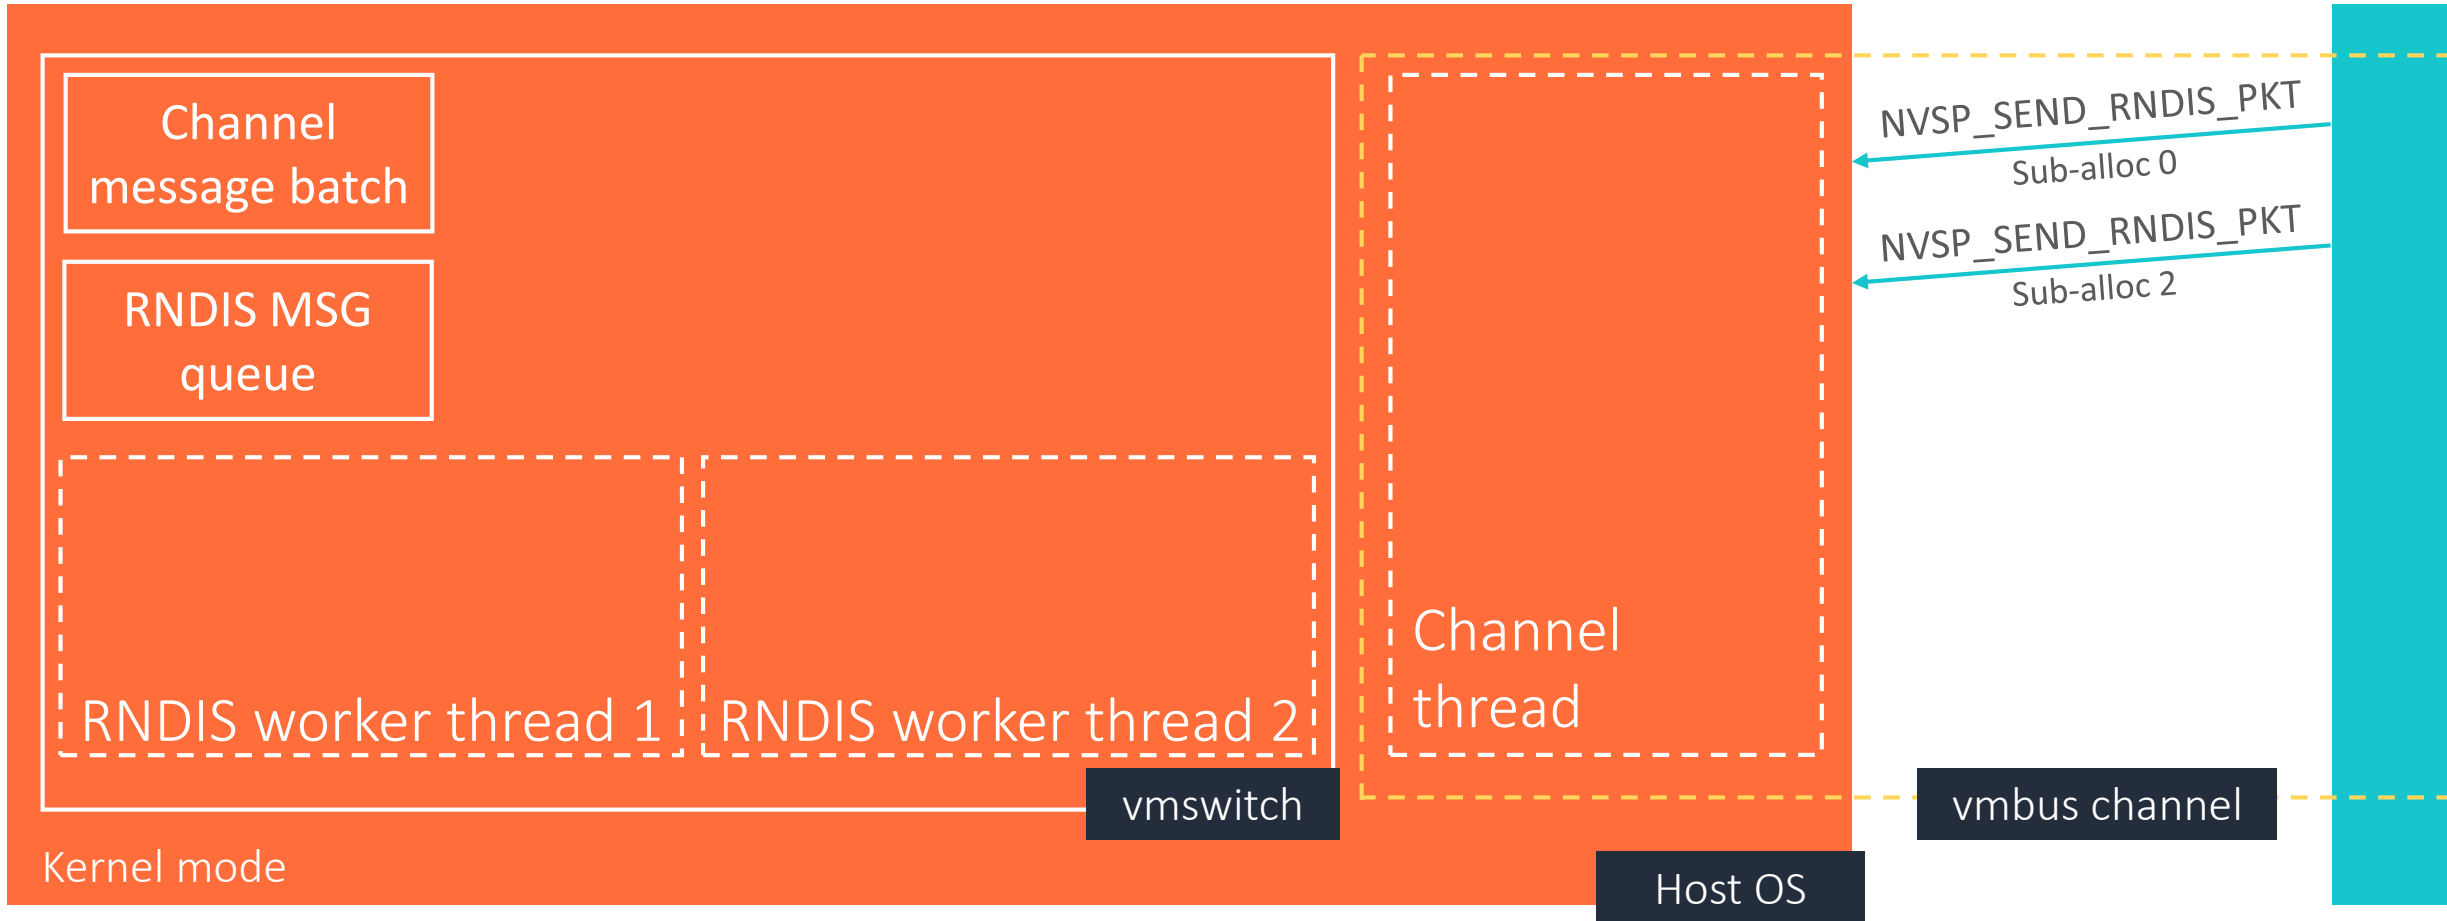 Channel
message batch
RNDIS MSG
queue
RNDIS worker thread 1
RNDIS worker thread 2
vmswitch
Kernel mode
Channel
thread
Host OS
NVSP_SEND_RNDIS_PKT
Sub-alloc 0
NVSP_SEND_RNDIS_PKT
Sub-alloc 2
vmbus channel